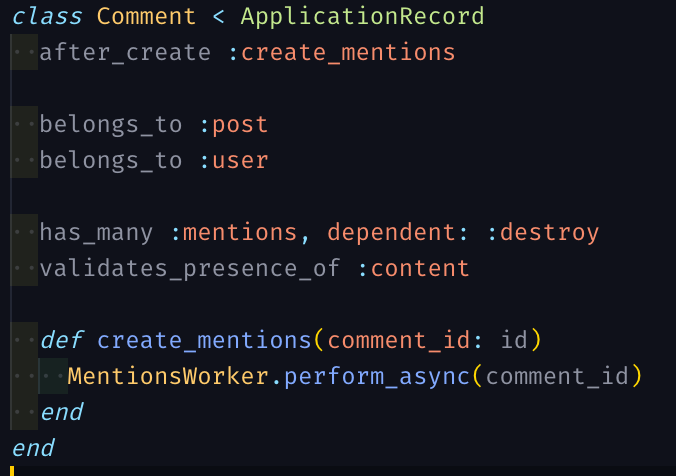 class Comment < ApplicationRecord
  after_create :create_mentions

  belongs_to :post
  belongs_to :user

  has_many :mentions, dependent: :destroy
  validates_presence_of :content

  def create_mentions(comment_id: id)
    MentionsWorker.perform_async(comment_id)
  end
end